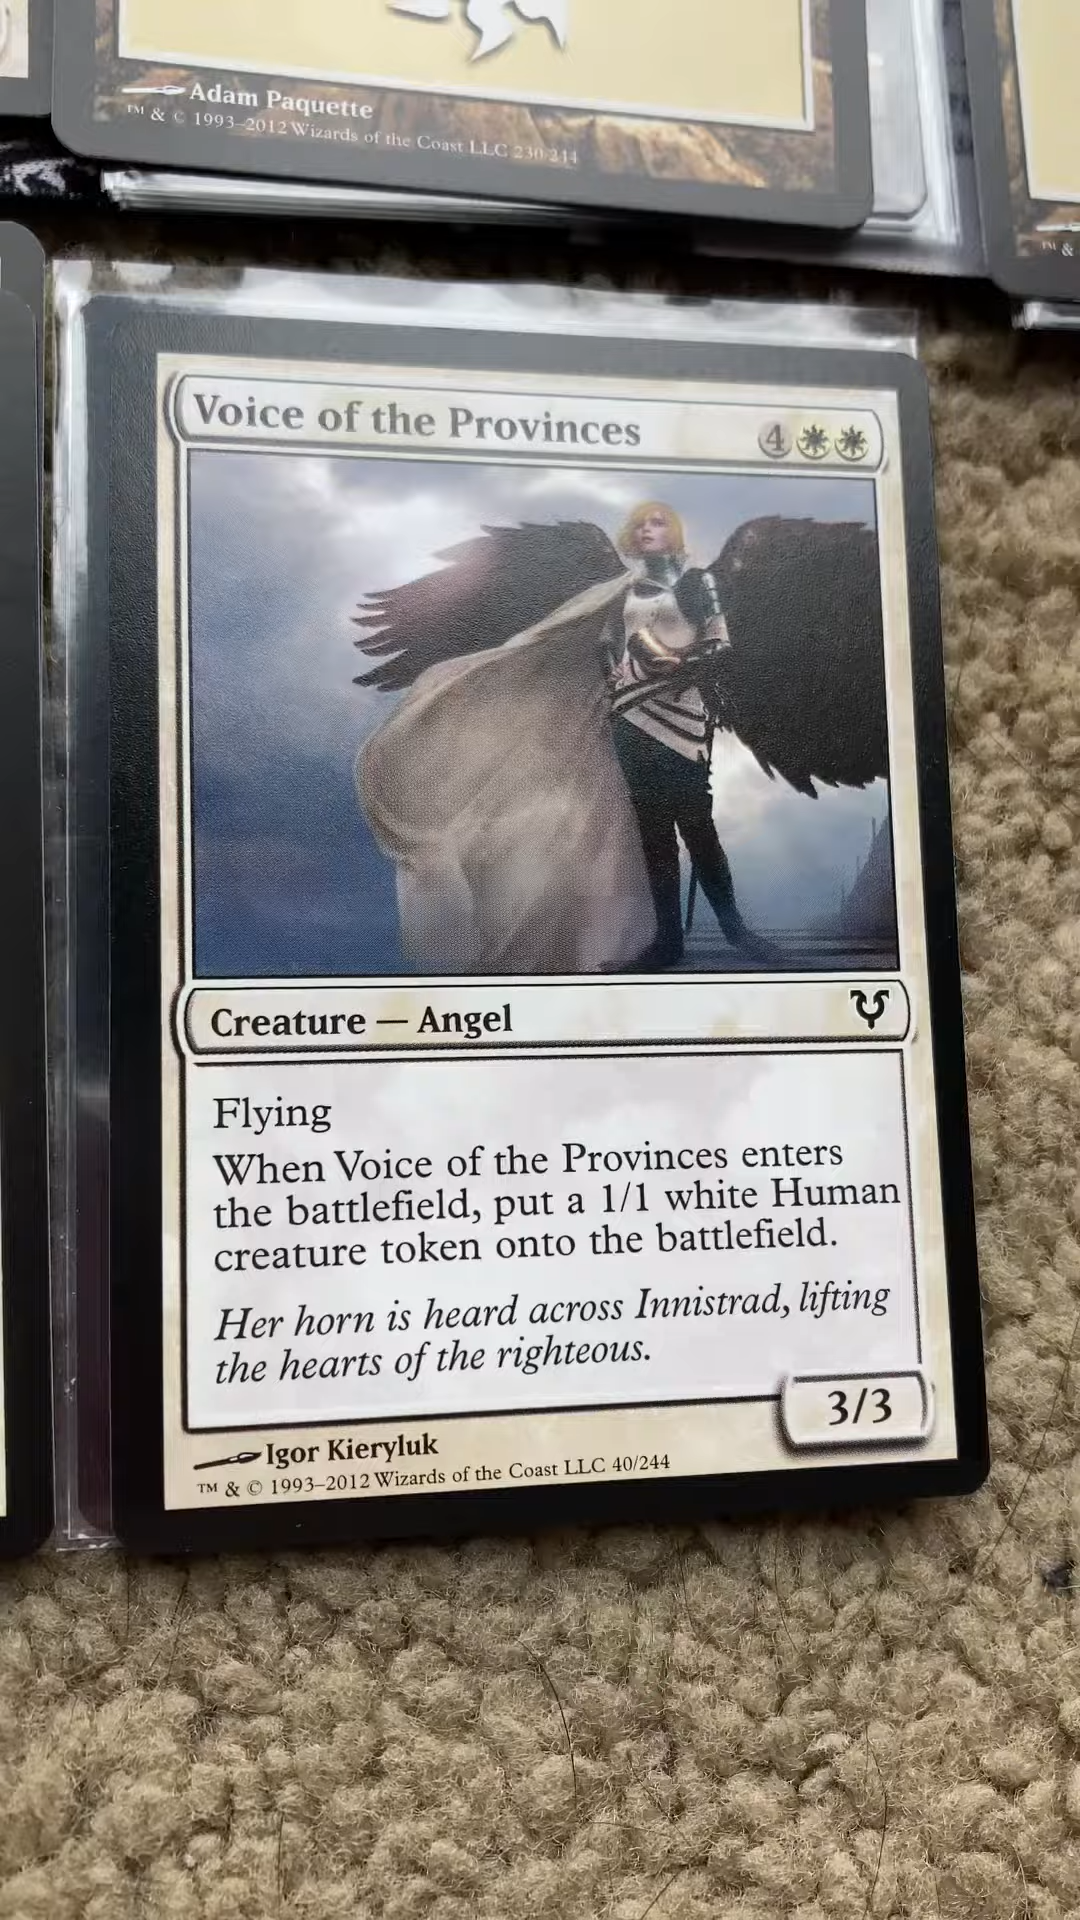 Adam Paquette
™ & © 1993–2012 Wizards of the Coast LLC 230/244
™ &
Voice of the Provinces 4
Creature — Angel
Flying
When Voice of the Provinces enters
the battlefield, put a 1/1 white Human
creature token onto the battlefield.
Her horn is heard across Innistrad, lifting
the hearts of the righteous.
3/3
Igor Kieryluk
™ & © 1993–2012 Wizards of the Coast LLC 40/244